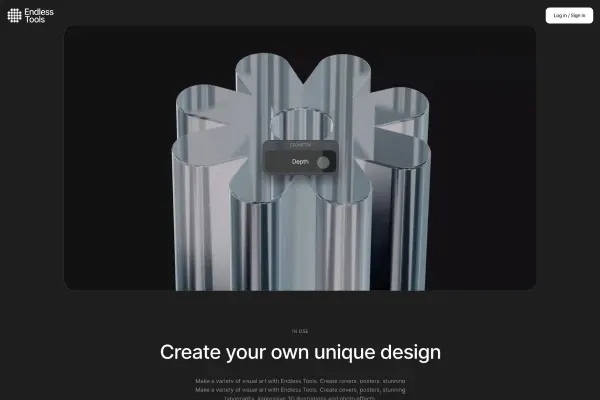 Endless
Tools
Log in / Sign in
GEOMETRY
Depth
IN USE
Create your own unique design
Make a variety of visual art with Endless Tools. Create covers, posters, stunning
Make a variety of visual art with Endless Tools. Create covers, posters, stunning
typography, impressive 3D illustrations and photo effects.